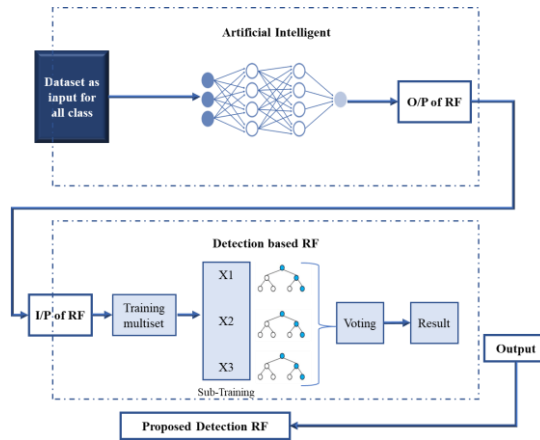 Artificial Intelligent
Dataset as
input for
all class
O/P of RF
Detection based RF
I/P of RF
Training
multiset
X1
X2
X3
Sub-Training
Voting
Result
Output
Proposed Detection RF